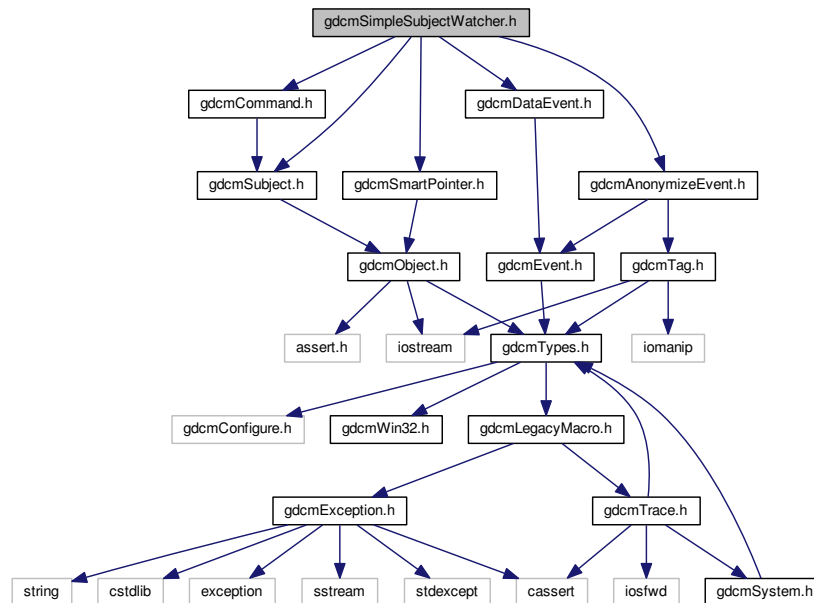 gdcmSimpleSubjectWatcher.h
gdcmCommand.h
gdcmDataEvent.h
gdcmSubject.h
gdcmSmartPointer.h
gdcmAnonymizeEvent.h
gdcmObject.h
gdcmEvent.h
gdcmTag.h
assert.h
iostream
gdcmTypes.h
iomanip
gdcmConfigure.h
gdcmWin32.h
gdcmLegacyMacro.h
gdcmException.h
gdcmTrace.h
string
cstdlib
exception
sstream
stdexcept
cassert
iosfwd
gdcmSystem.h